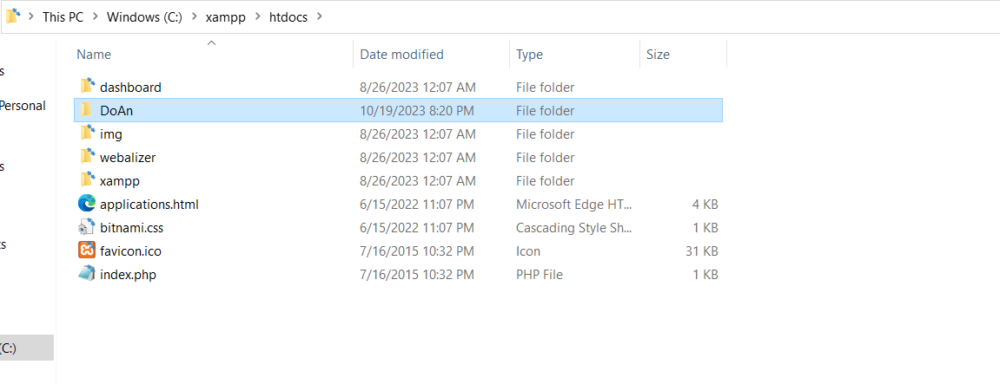 This PC > Windows (C:) > xampp > htdocs >
Name Date modified Type Size
dashboard 8/26/2023 12:07 AM File folder
DoAn 10/19/2023 8:20 PM File folder
img 8/26/2023 12:07 AM File folder
webalizer 8/26/2023 12:07 AM File folder
xampp 8/26/2023 12:07 AM File folder
applications.html 6/15/2022 11:07 PM Microsoft Edge HT... 4 KB
bitnami.css 6/15/2022 11:07 PM Cascading Style Sh... 1 KB
favicon.ico 7/16/2015 10:32 PM Icon 31 KB
index.php 7/16/2015 10:32 PM PHP File 1 KB
s
Personal
s
ts
(C:)